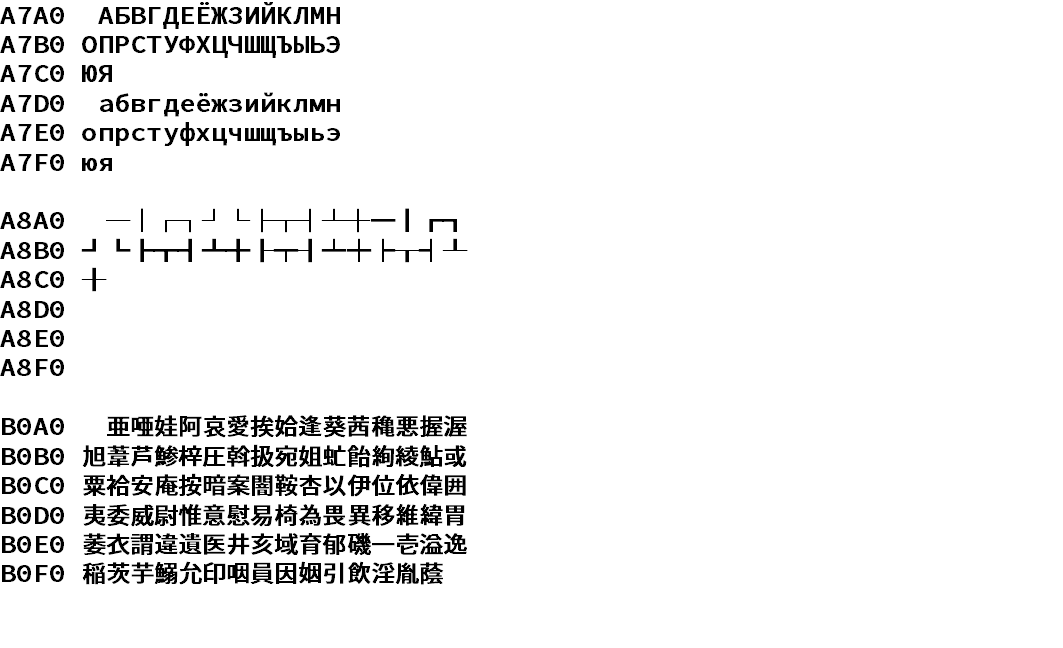 A7A0  АБВГДЕЁЖЗИЙКЛМН
A7B0 ОПРСТУФХЦЧШЩЪЫЬЭ
A7C0 ЮЯ
A7D0  абвгдеёжзийклмн
A7E0 опрстуфхцчшщъыьэ
A7F0 юя
A8A0  ─│┌┐┘└├┬┤┴┼━┃┏┓
A8B0 ┛┗┣┳┫┻╋┠┯┨┷┿┝┰┥┸
A8C0 ╂
A8D0
A8E0
A8F0
B0A0  亜唖娃阿哀愛挨姶逢葵茜穐悪握渥
B0B0 旭葦芦鯵梓圧斡扱宛姐虻飴絢綾鮎或
B0C0 粟袷安庵按暗案闇鞍杏以伊位依偉囲
B0D0 夷委威尉惟意慰易椅為畏異移維緯胃
B0E0 萎衣謂違遺医井亥域育郁磯一壱溢逸
B0F0 稲茨芋鰯允印咽員因姻引飲淫胤蔭